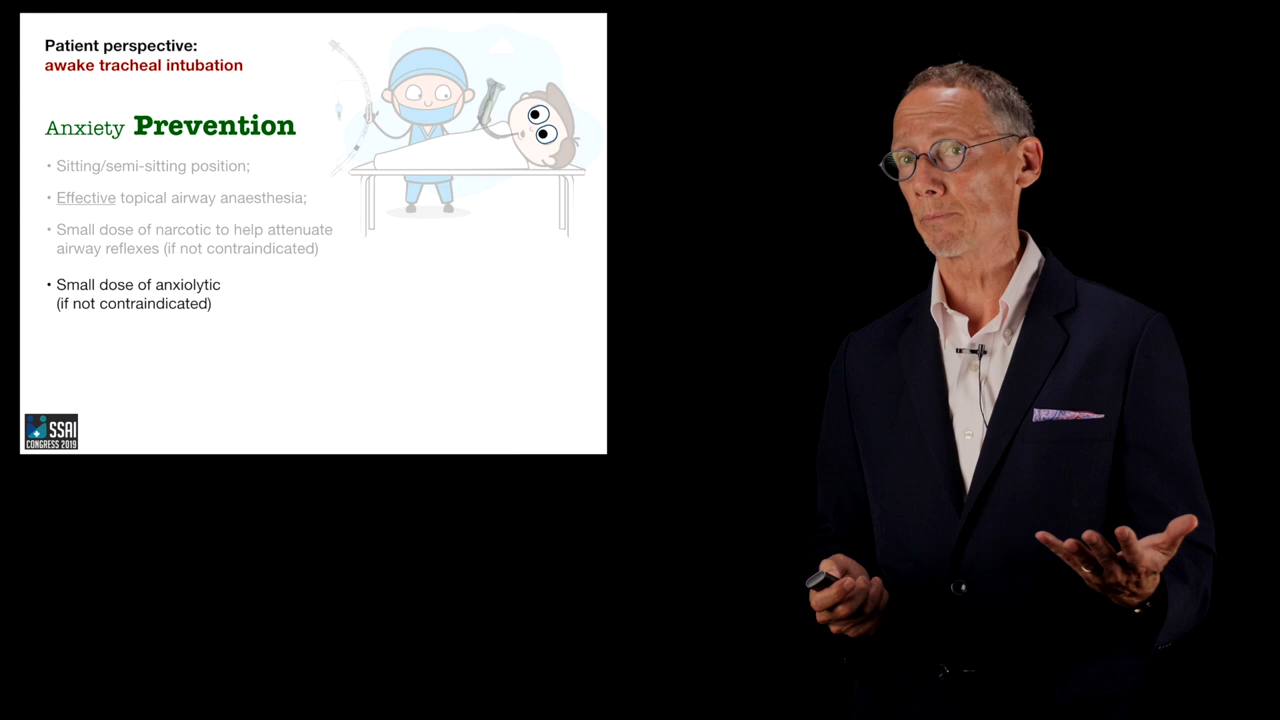 Patient perspective:
awake tracheal intubation
Anxiety Prevention
• Sitting/semi-sitting position;
• Effective topical airway anaesthesia;
• Small dose of narcotic to help attenuate
airway reflexes (if not contraindicated)
• Small dose of anxiolytic
(if not contraindicated)
SSAI
CONGRESS 2019